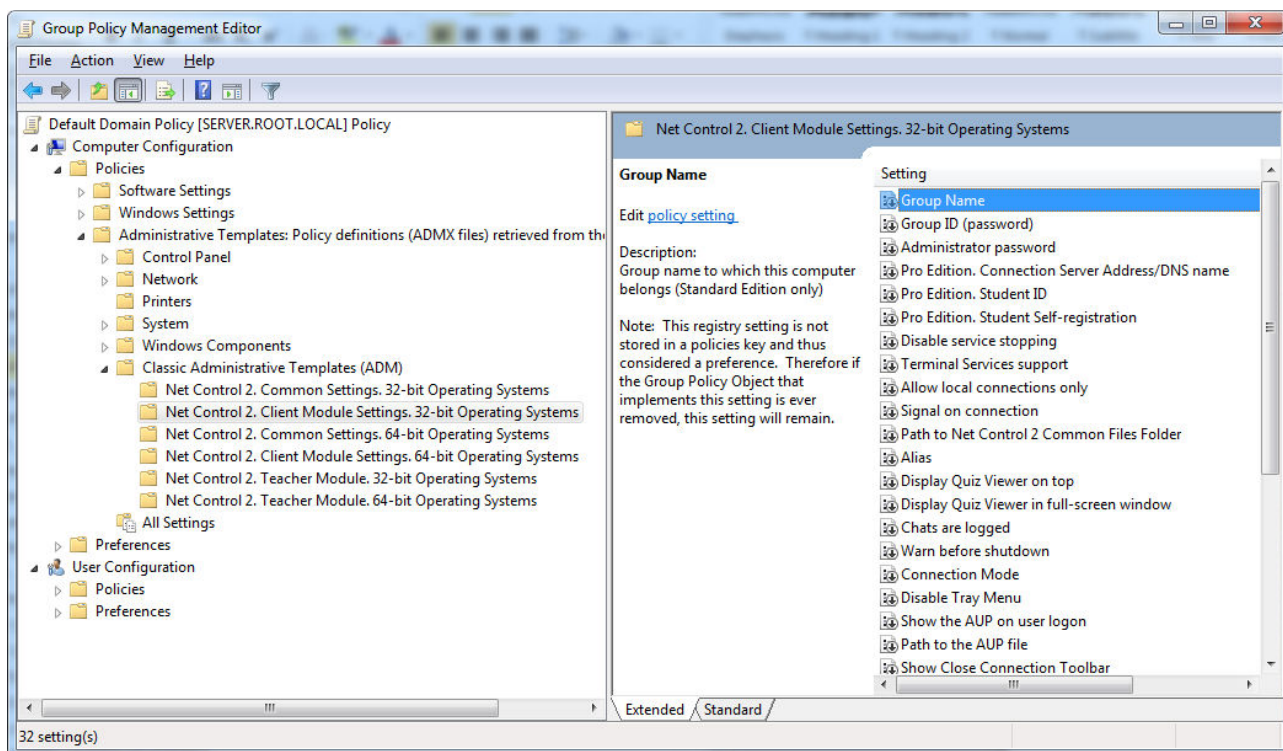 Group Policy Management Editor
File Action View Help
Default Domain Policy [SERVER.ROOT.LOCAL] Policy
Computer Configuration
Policies
Software Settings
Windows Settings
Administrative Templates: Policy definitions (ADMX files) retrieved from the
Control Panel
Network
Printers
System
Windows Components
Classic Administrative Templates (ADM)
Net Control 2. Common Settings. 32-bit Operating Systems
Net Control 2. Client Module Settings. 32-bit Operating Systems
Net Control 2. Common Settings. 64-bit Operating Systems
Net Control 2. Client Module Settings. 64-bit Operating Systems
Net Control 2. Teacher Module. 32-bit Operating Systems
Net Control 2. Teacher Module. 64-bit Operating Systems
All Settings
Preferences
User Configuration
Policies
Preferences
Net Control 2. Client Module Settings. 32-bit Operating Systems
Group Name
Edit policy setting
Description:
Group name to which this computer
belongs (Standard Edition only)
Note: This registry setting is not
stored in a policies key and thus
considered a preference. Therefore if
the Group Policy Object that
implements this setting is ever
removed, this setting will remain.
Setting
Group Name
Group ID (password)
Administrator password
Pro Edition. Connection Server Address/DNS name
Pro Edition. Student ID
Pro Edition. Student Self-registration
Disable service stopping
Terminal Services support
Allow local connections only
Signal on connection
Path to Net Control 2 Common Files Folder
Alias
Display Quiz Viewer on top
Display Quiz Viewer in full-screen window
Chats are logged
Warn before shutdown
Connection Mode
Disable Tray Menu
Show the AUP on user logon
Path to the AUP file
Show Close Connection Toolbar
Extended Standard
32 setting(s)